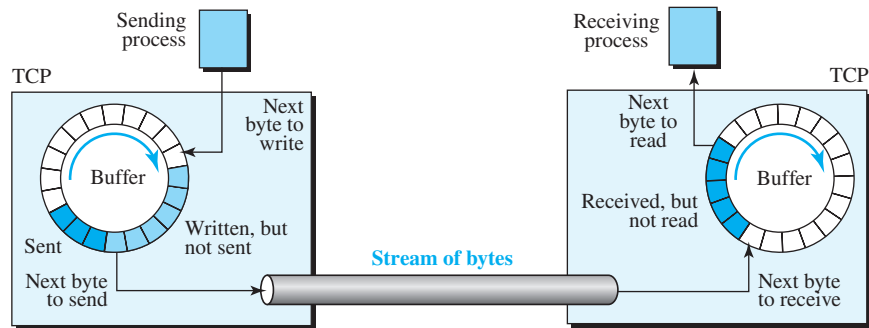 Sending
process
TCP
Next
byte to
write
Buffer
Sent
Written, but
not sent
Next byte
to send
Stream of bytes
Receiving
process
TCP
Next
byte to
read
Buffer
Received, but
not read
Next byte
to receive